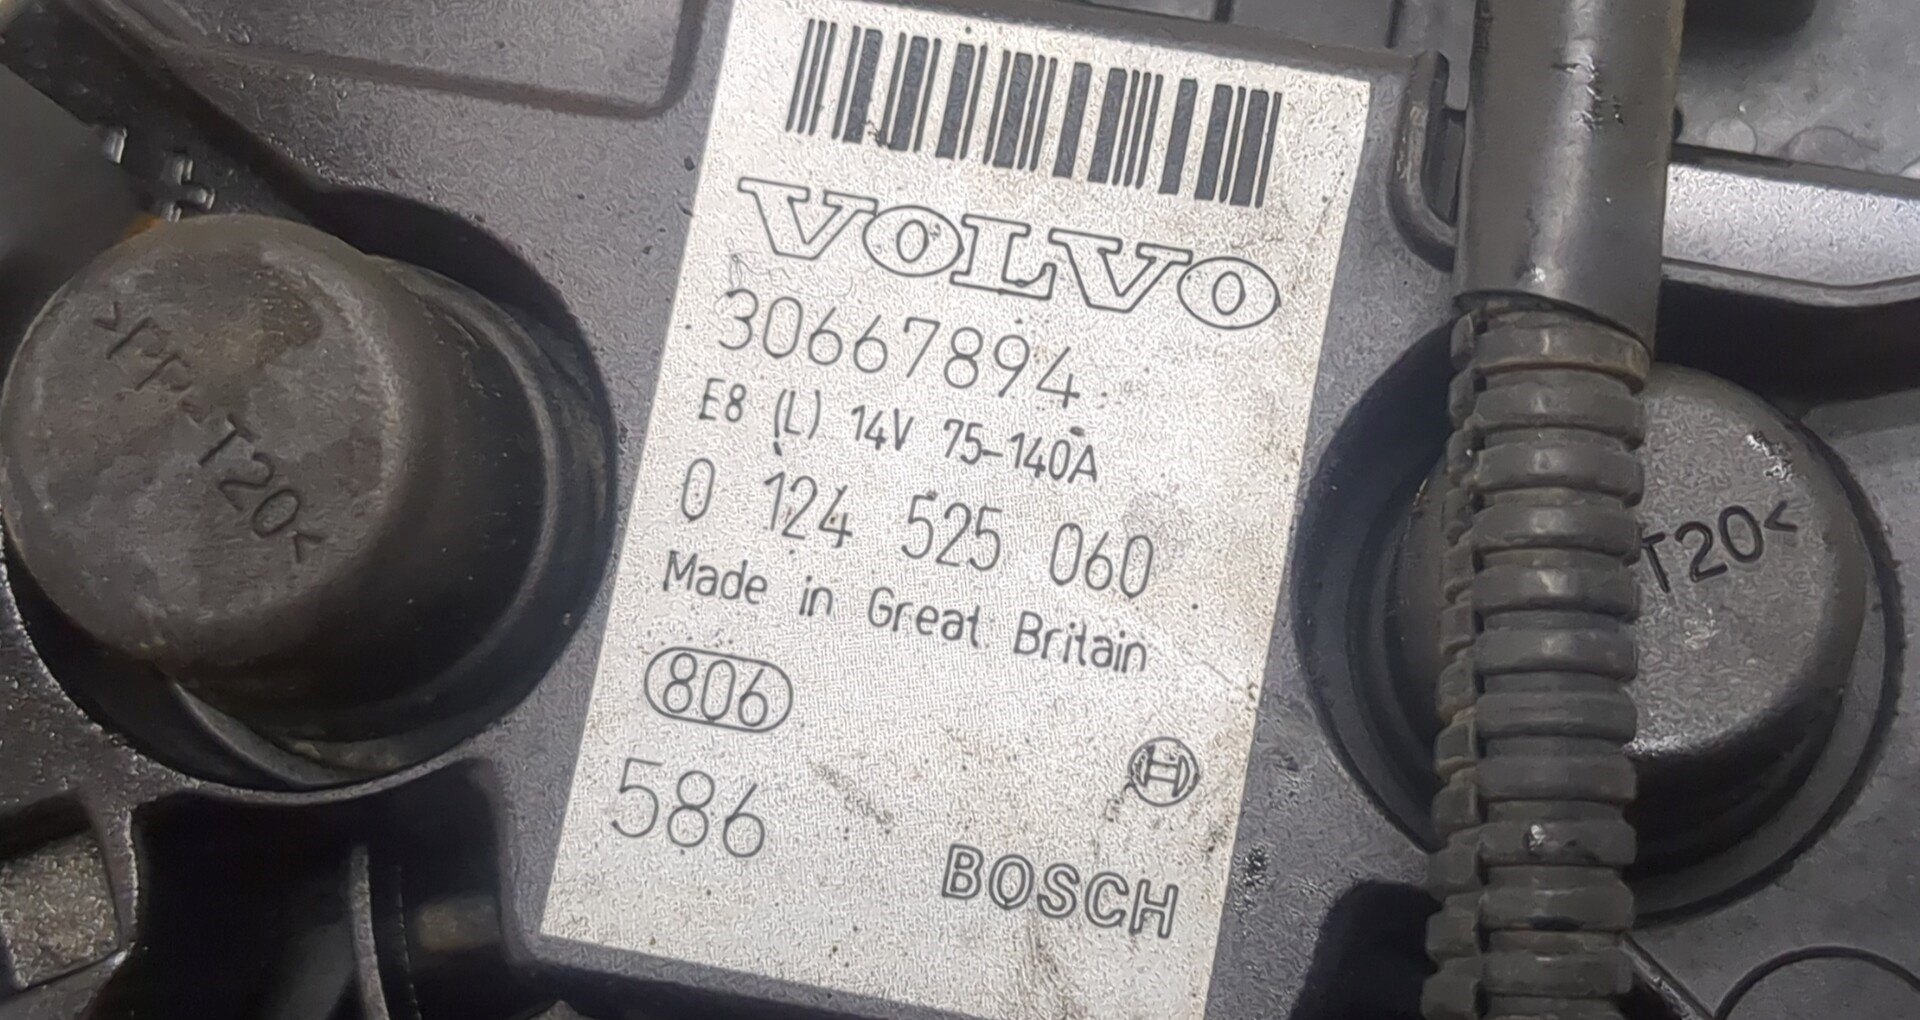 VOLVO
30667894
E8 (L) 14V 75-140A
0 124 525 060
Made in Great Britain
806
586
BOSCH
>PP-T20<
T20<